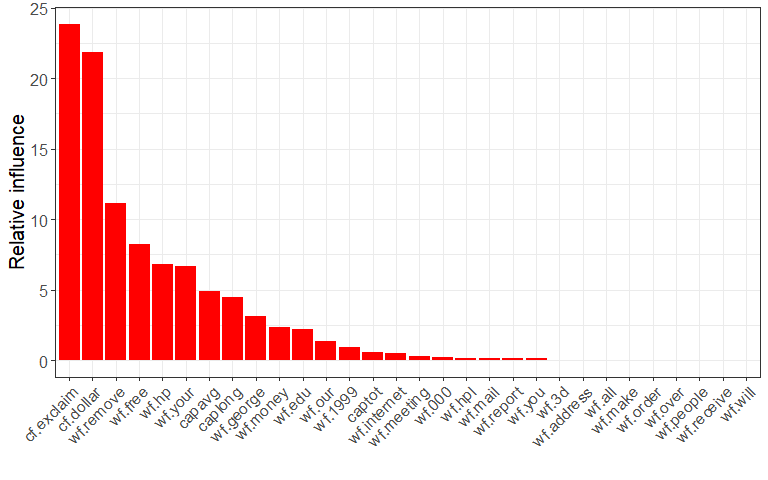 Relative influence
25
20
15
10
5
0
cf.exclaim
cf.dollar
wf.remove
wf.free
wf.hp
wf.your
capavg
caplong
wf.george
wf.money
wf.edu
wf.our
wf.1999
captot
wf.internet
wf.meeting
wf.000
wf.hpl
wf.mail
wf.report
wf.you
wf.3d
wf.address
wf.all
wf.make
wf.order
wf.over
wf.people
wf.receive
wf.will